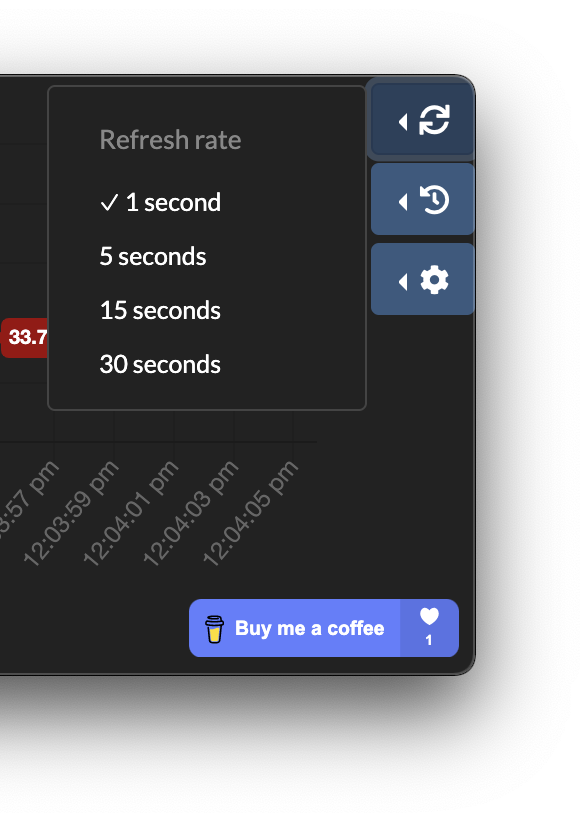 Refresh rate
✓ 1 second
5 seconds
15 seconds
30 seconds
33.7
3:57 pm
12:03:59 pm
12:04:01 pm
12:04:03 pm
12:04:05 pm
Buy me a coffee
1